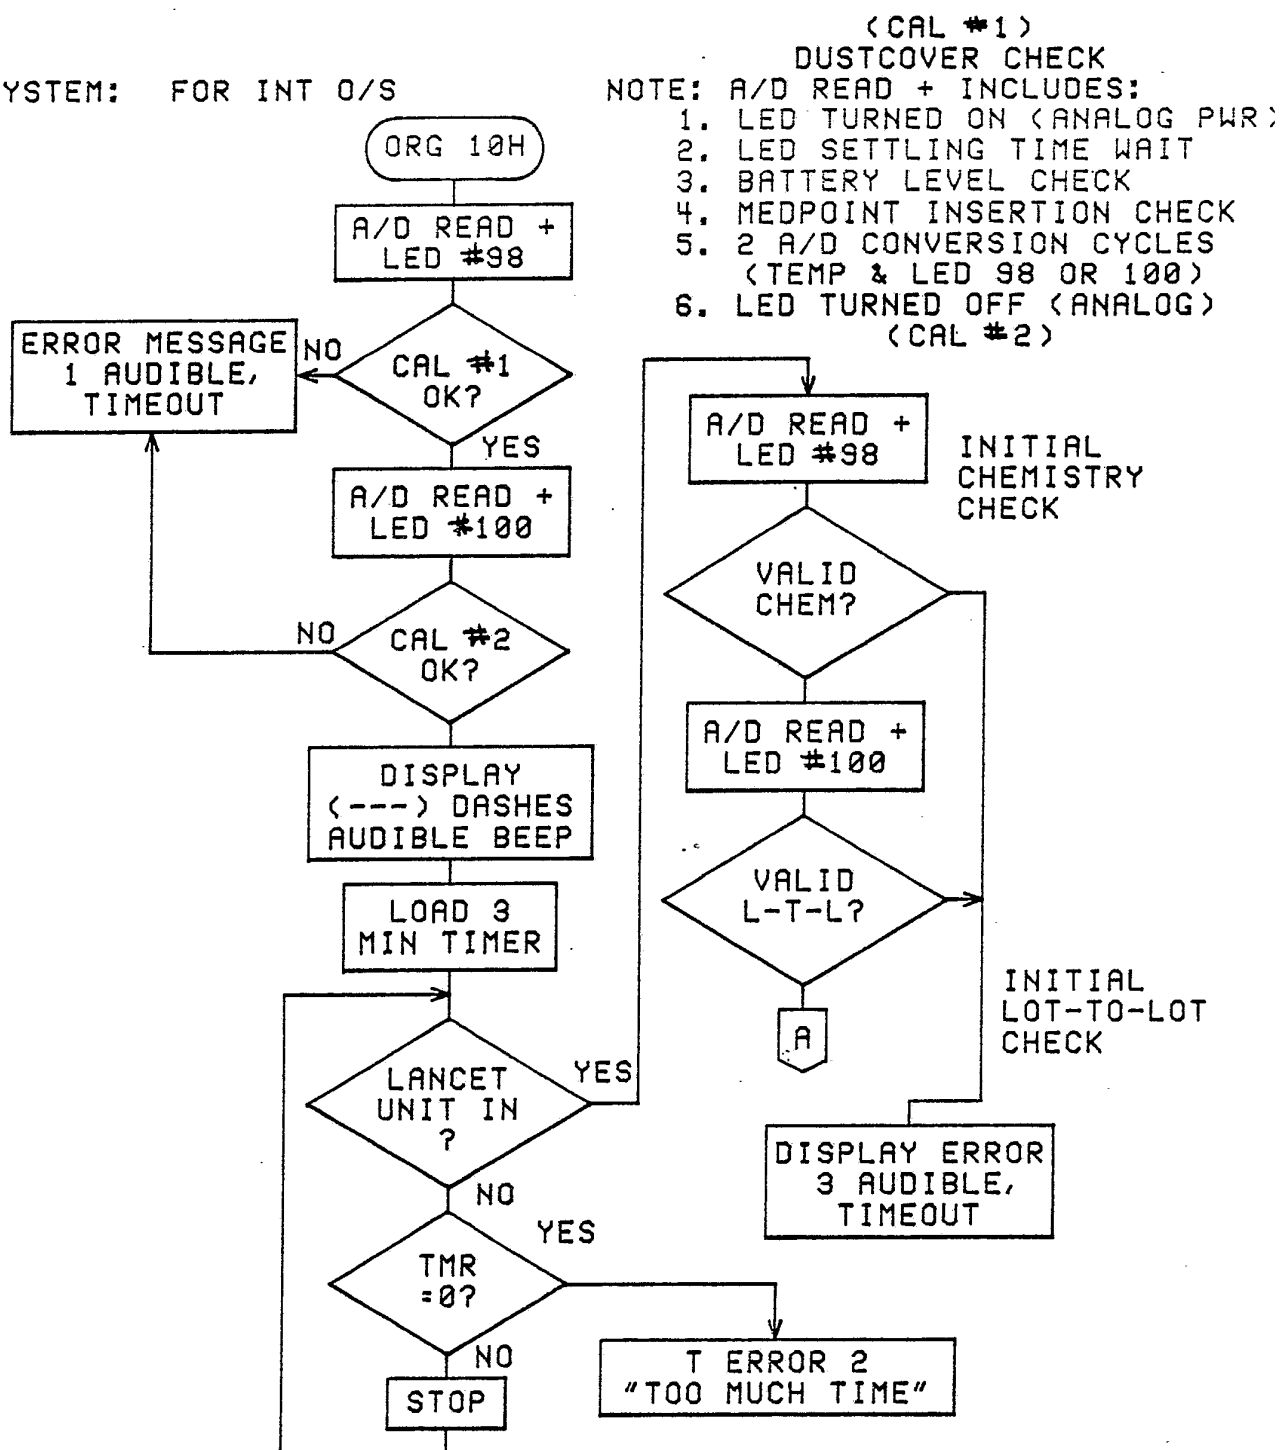 (CAL #1)
DUSTCOVER CHECK
YSTEM: FOR INT O/S
NOTE: A/D READ + INCLUDES:
1. LED TURNED ON (ANALOG PWR)
2. LED SETTLING TIME WAIT
3. BATTERY LEVEL CHECK
4. MEDPOINT INSERTION CHECK
5. 2 A/D CONVERSION CYCLES
(TEMP & LED 98 OR 100)
6. LED TURNED OFF (ANALOG)
(CAL #2)
ORG 10H
A/D READ +
LED #98
CAL #1
OK?
NO
ERROR MESSAGE
1 AUDIBLE,
TIMEOUT
YES
A/D READ +
LED #100
CAL #2
OK?
NO
DISPLAY
(---) DASHES
AUDIBLE BEEP
LOAD 3
MIN TIMER
LANCET
UNIT IN
?
YES
NO
TMR
=0?
YES
NO
STOP
T ERROR 2
"TOO MUCH TIME"
A/D READ +
LED #98
INITIAL
CHEMISTRY
CHECK
VALID
CHEM?
A/D READ +
LED #100
VALID
L-T-L?
INITIAL
LOT-TO-LOT
CHECK
A
DISPLAY ERROR
3 AUDIBLE,
TIMEOUT